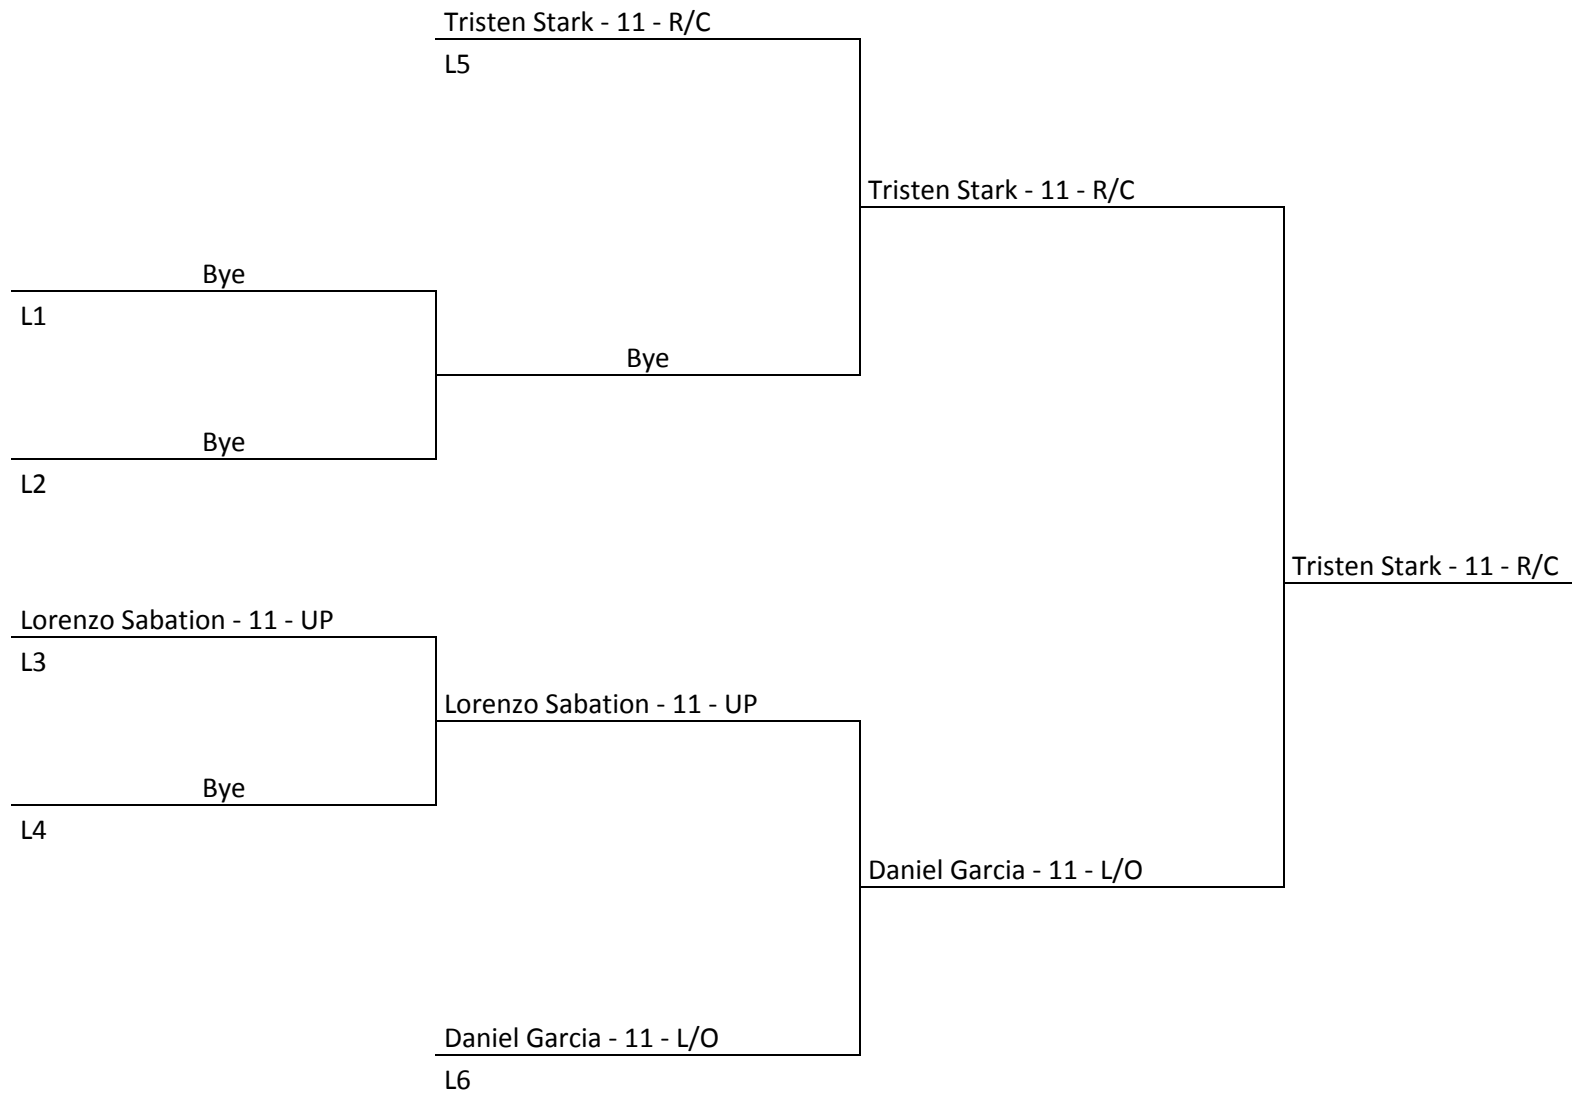 Tristen Stark - 11 - R/C
L5
Tristen Stark - 11 - R/C
Bye
L1
Bye
Bye
L2
Tristen Stark - 11 - R/C
Lorenzo Sabation - 11 - UP
L3
Lorenzo Sabation - 11 - UP
Bye
L4
Daniel Garcia - 11 - L/O
Daniel Garcia - 11 - L/O
L6